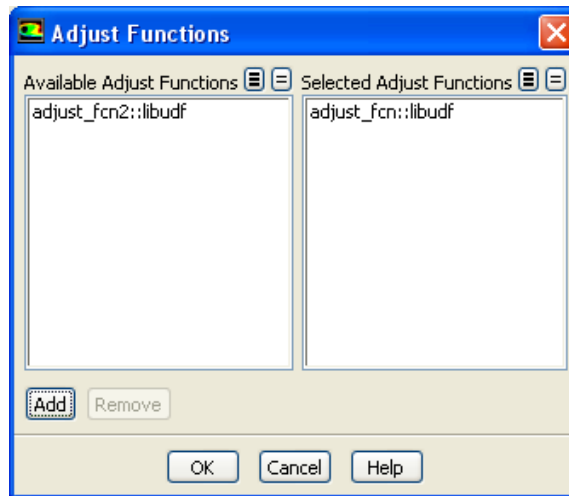 Adjust Functions
Available Adjust Functions Selected Adjust Functions
adjust_fcn2::libudf adjust_fcn::libudf
Add Remove
OK Cancel Help